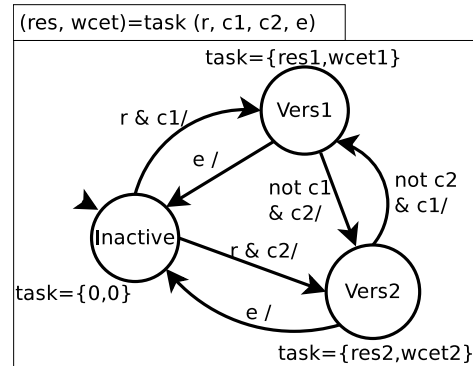 (res, wcet)=task (r, c1, c2, e)
task={res1,wcet1}
Vers1
r & c1/
e /
not c1
& c2/
not c2
& c1/
Inactive
r & c2/
Vers2
task={0,0}
e /
task={res2,wcet2}